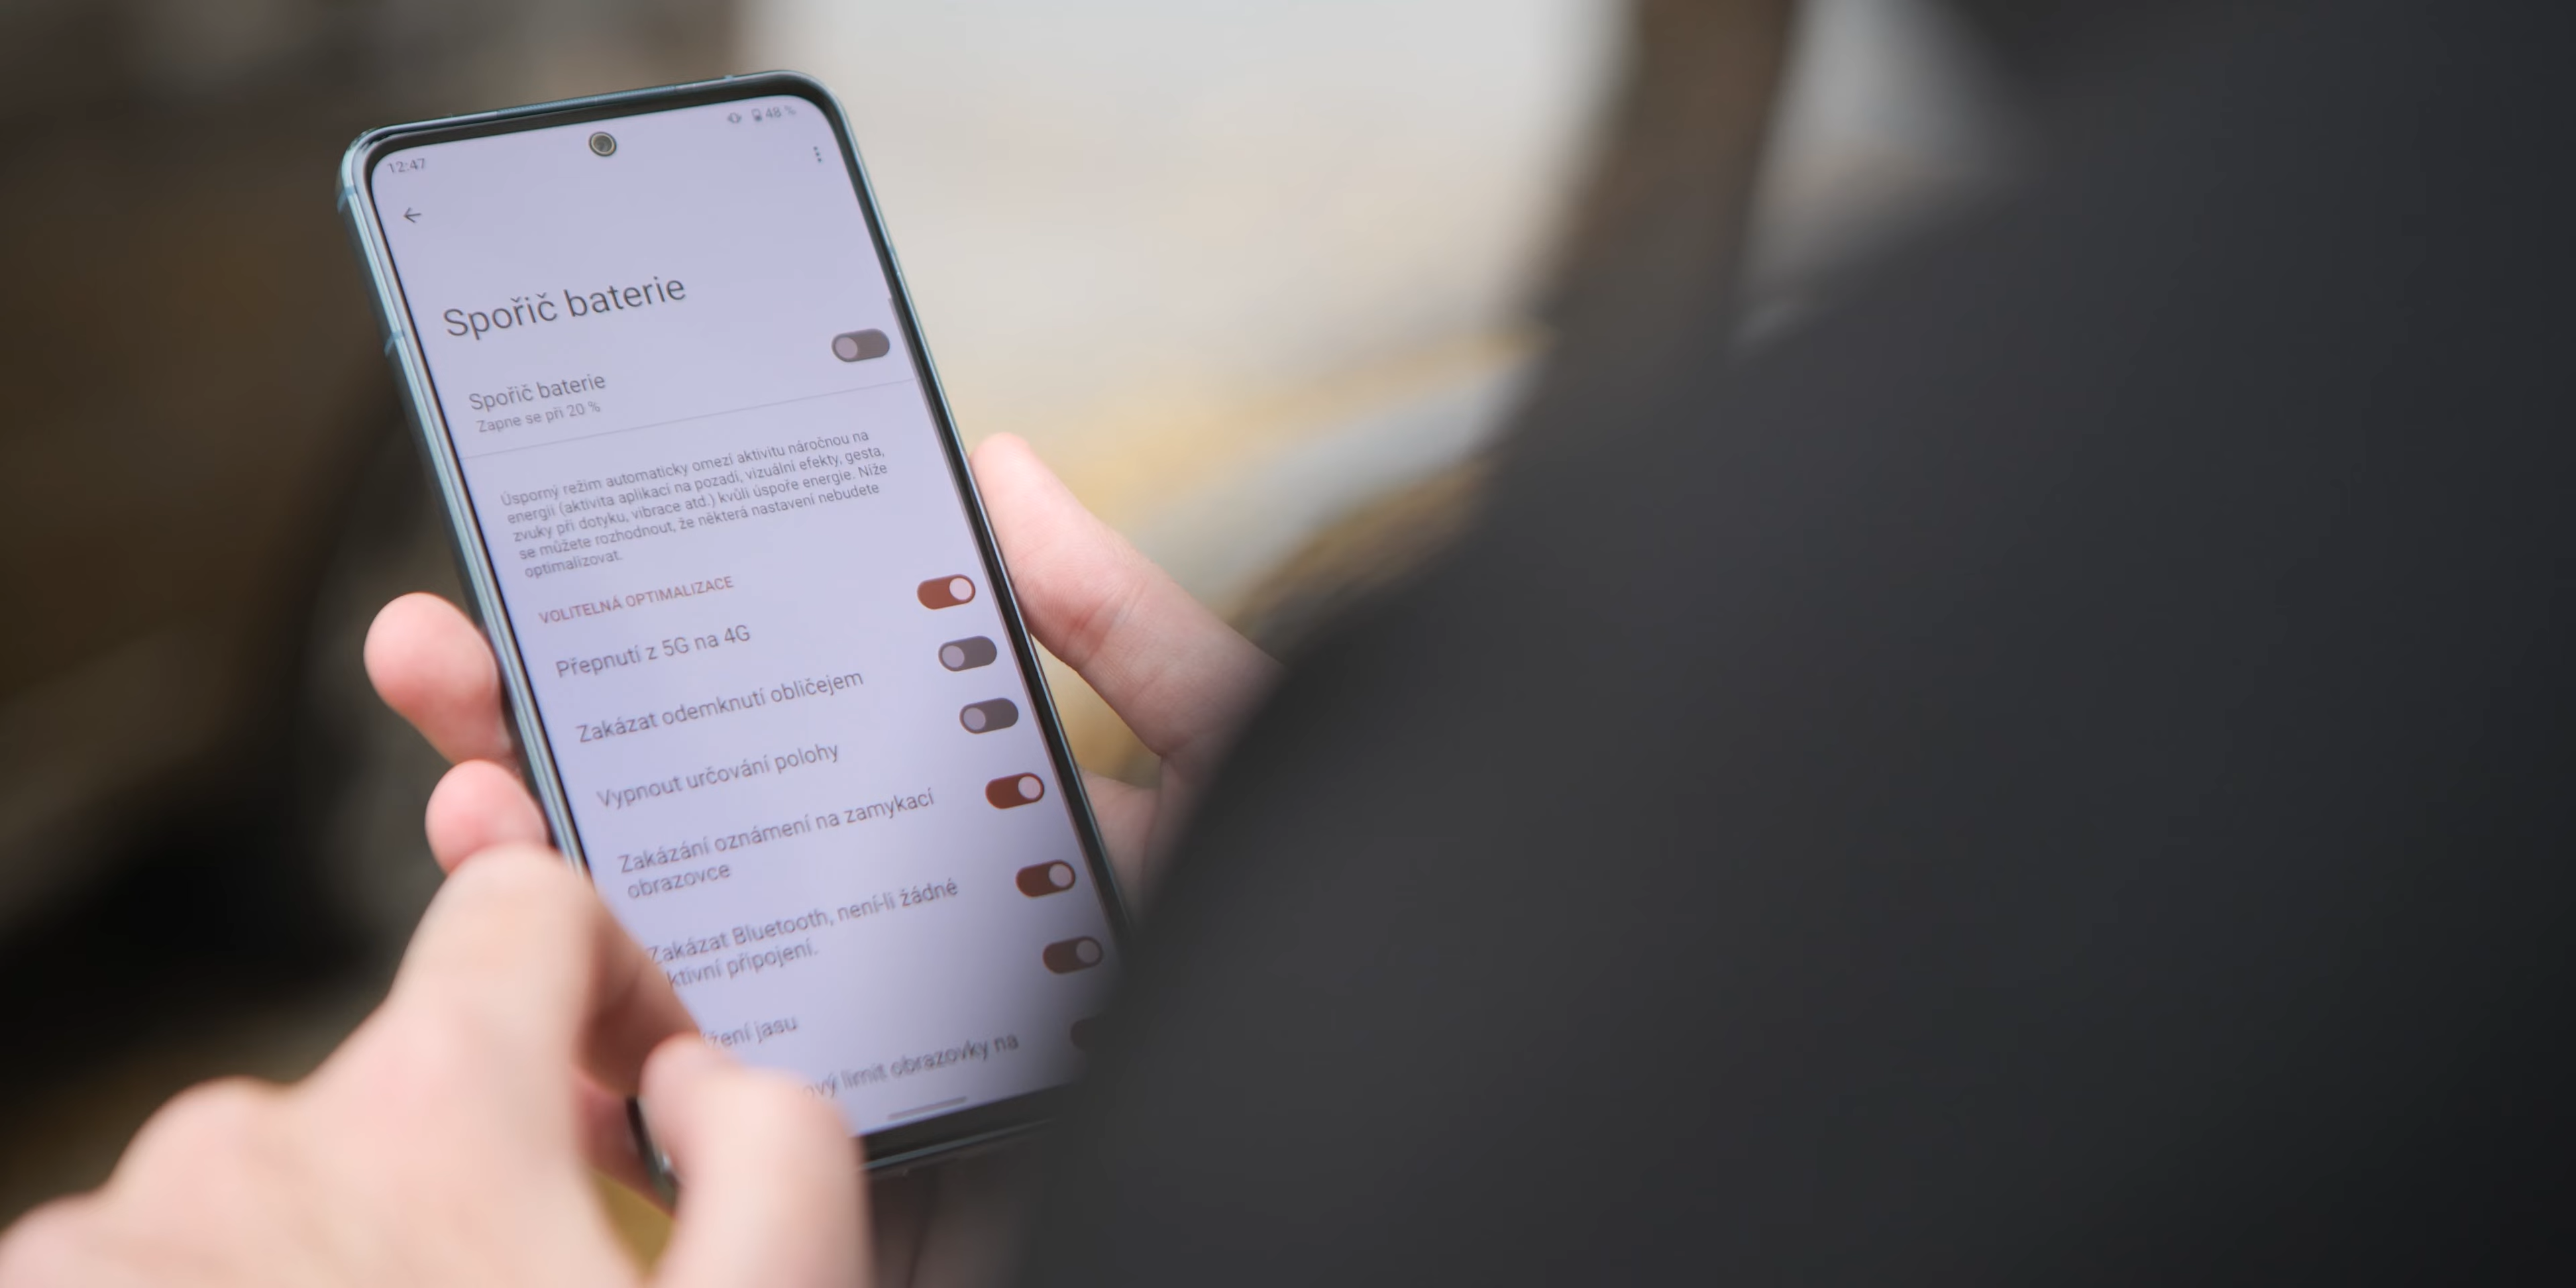 12:47
48 %
Spořič baterie
Spořič baterie
Zapne se při 20 %
Úsporný režim automaticky omezí aktivitu náročnou na
energii (aktivita aplikací na pozadí, vizuální efekty, gesta,
zvuky při dotyku, vibrace atd.) kvůli úspoře energie. Níže
se můžete rozhodnout, že některá nastavení nebudete
optimalizovat.
VOLITELNÁ OPTIMALIZACE
Přepnutí z 5G na 4G
Zakázat odemknutí obličejem
Vypnout určování polohy
Zakázání oznámení na zamykací
obrazovce
Zakázat Bluetooth, není-li žádné
ktivní připojení.
žení jasu
ový limit obrazovky na